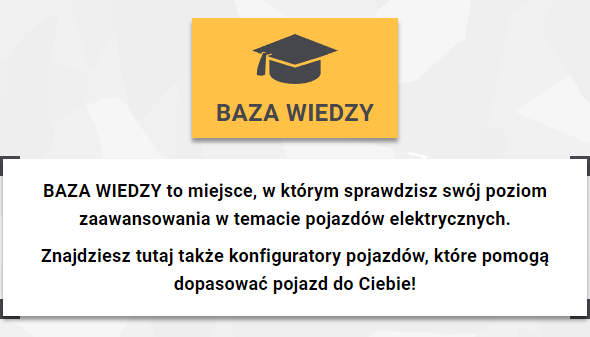 BAZA WIEDZY
BAZA WIEDZY to miejsce, w którym sprawdzisz swój poziom
zaawansowania w temacie pojazdów elektrycznych.
Znajdziesz tutaj także konfiguratory pojazdów, które pomogą
dopasować pojazd do Ciebie!